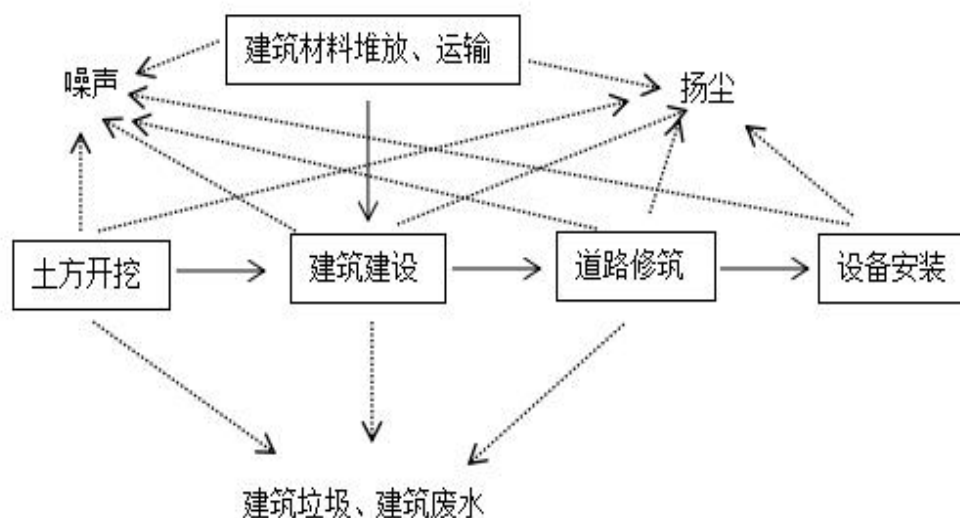 建筑材料堆放、运输
噪声
扬尘
土方开挖
建筑建设
道路修筑
设备安装
建筑垃圾、建筑废水